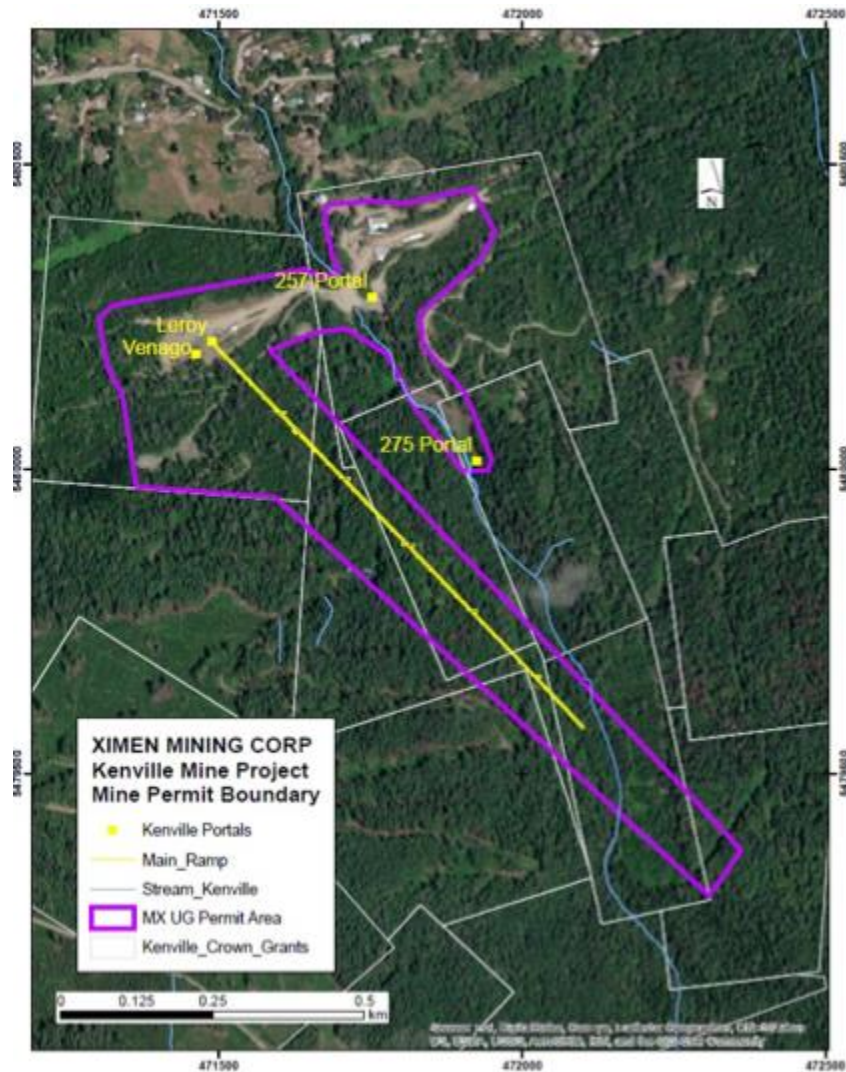 471500 472000 472500
257 Portal
Leroy
Venago
275 Portal
N
XIMEN MINING CORP
Kenville Mine Project
Mine Permit Boundary
Kenville Portals
Main_Ramp
Stream_Kenville
MX UG Permit Area
Kenville_Crown_Grants
0 0.125 0.25 0.5
km
471500 472000 472500